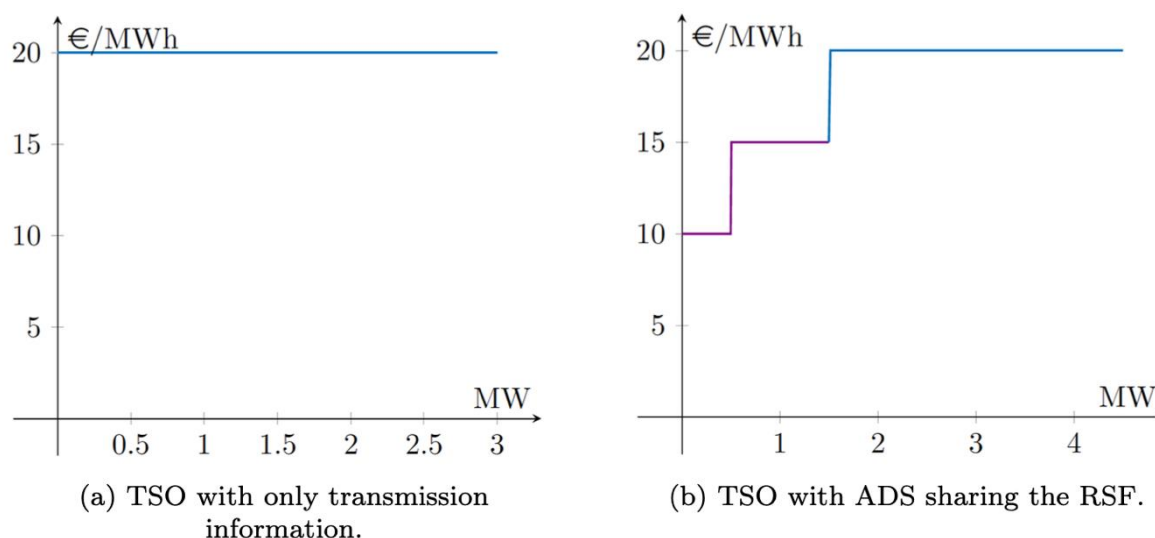 €/MWh
20
15
10
5
MW
0.5 1 1.5 2 2.5 3
(a) TSO with only transmission
information.
€/MWh
20
15
10
5
MW
1 2 3 4
(b) TSO with ADS sharing the RSF.